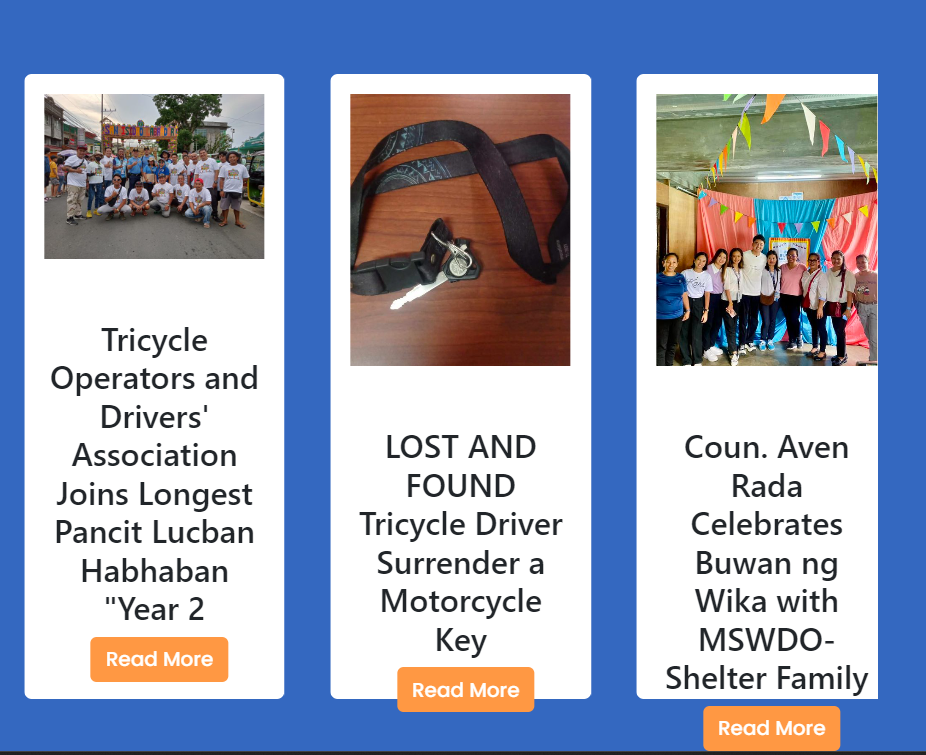 Tricycle
Operators and
Drivers'
Association
Joins Longest
Pancit Lucban
Habhaban
"Year 2
Read More
LOST AND
FOUND
Tricycle Driver
Surrender a
Motorcycle
Key
Read More
Coun. Aven
Rada
Celebrates
Buwan ng
Wika with
MSWDO-
Shelter Family
Read More